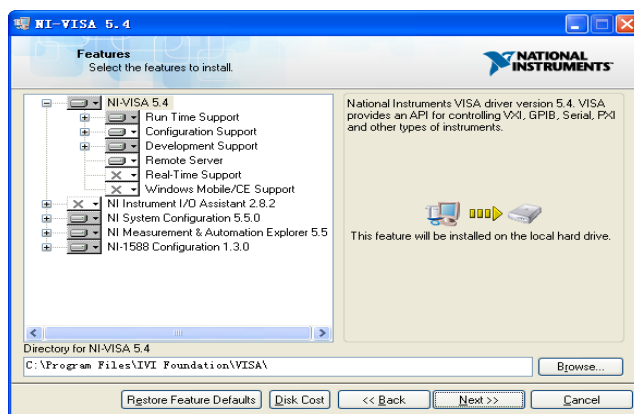 NI-VISA 5.4
Features
Select the features to install.
NATIONAL
INSTRUMENTS
NI-VISA 5.4
Run Time Support
Configuration Support
Development Support
Remote Server
Real-Time Support
Windows Mobile/CE Support
NI Instrument I/O Assistant 2.8.2
NI System Configuration 5.5.0
NI Measurement & Automation Explorer 5.5
NI-1588 Configuration 1.3.0
National Instruments VISA driver version 5.4. VISA
provides an API for controlling VXI, GPIB, Serial, PXI
and other types of instruments.
This feature will be installed on the local hard drive.
Directory for NI-VISA 5.4
C:\Program Files\IVI Foundation\VISA\
Browse...
Restore Feature Defaults
Disk Cost
<< Back
Next >>
Cancel